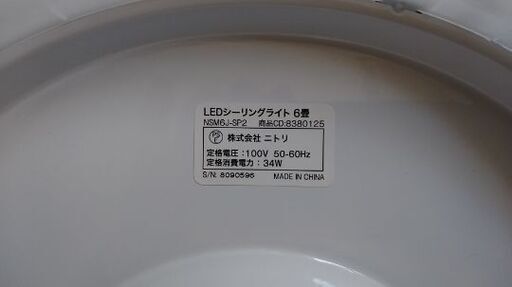 LEDシーリングライト 6畳
NSM6J-SP2 商品CD:8380125
株式会社 ニトリ
定格電圧:100V 50-60Hz
定格消費電力:34W
S/N: 8090596 MADE IN CHINA